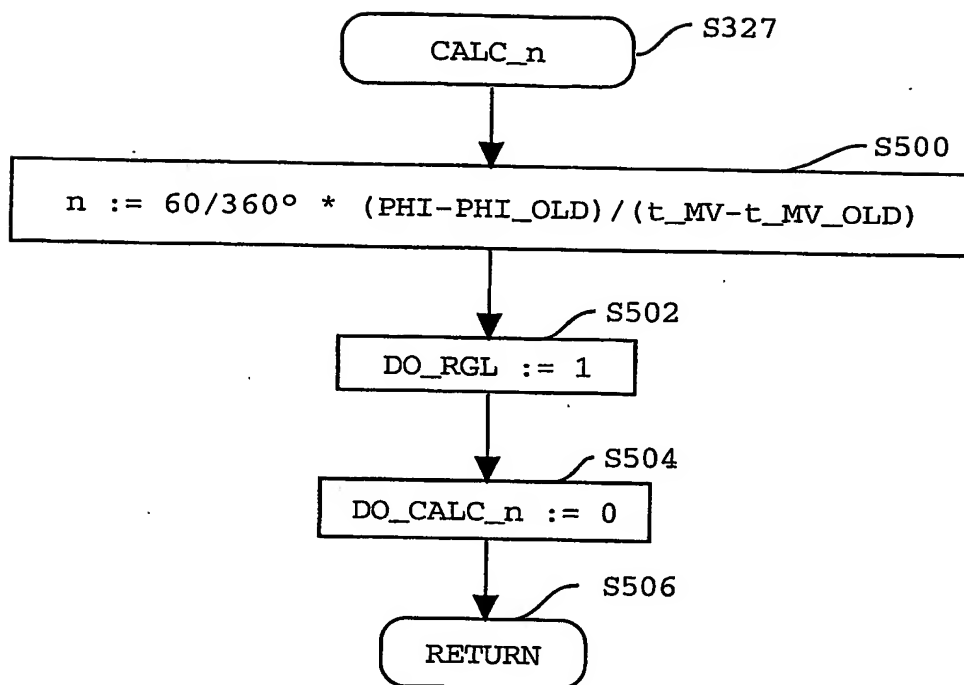 CALC_n
S327
S500
n := 60/360° * (PHI-PHI_OLD)/(t_MV-t_MV_OLD)
S502
DO_RGL := 1
S504
DO_CALC_n := 0
S506
RETURN